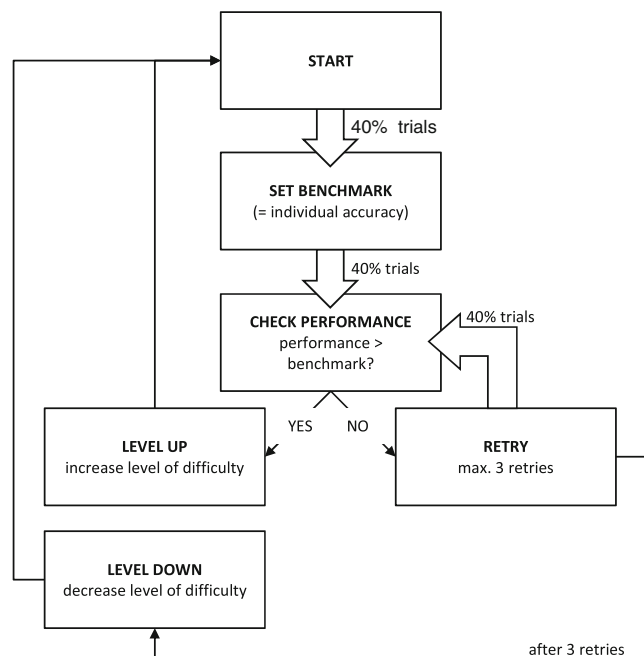 START
40% trials
SET BENCHMARK
(= individual accuracy)
40% trials
CHECK PERFORMANCE
performance >
benchmark?
40% trials
YES
NO
LEVEL UP
increase level of difficulty
RETRY
max. 3 retries
LEVEL DOWN
decrease level of difficulty
after 3 retries